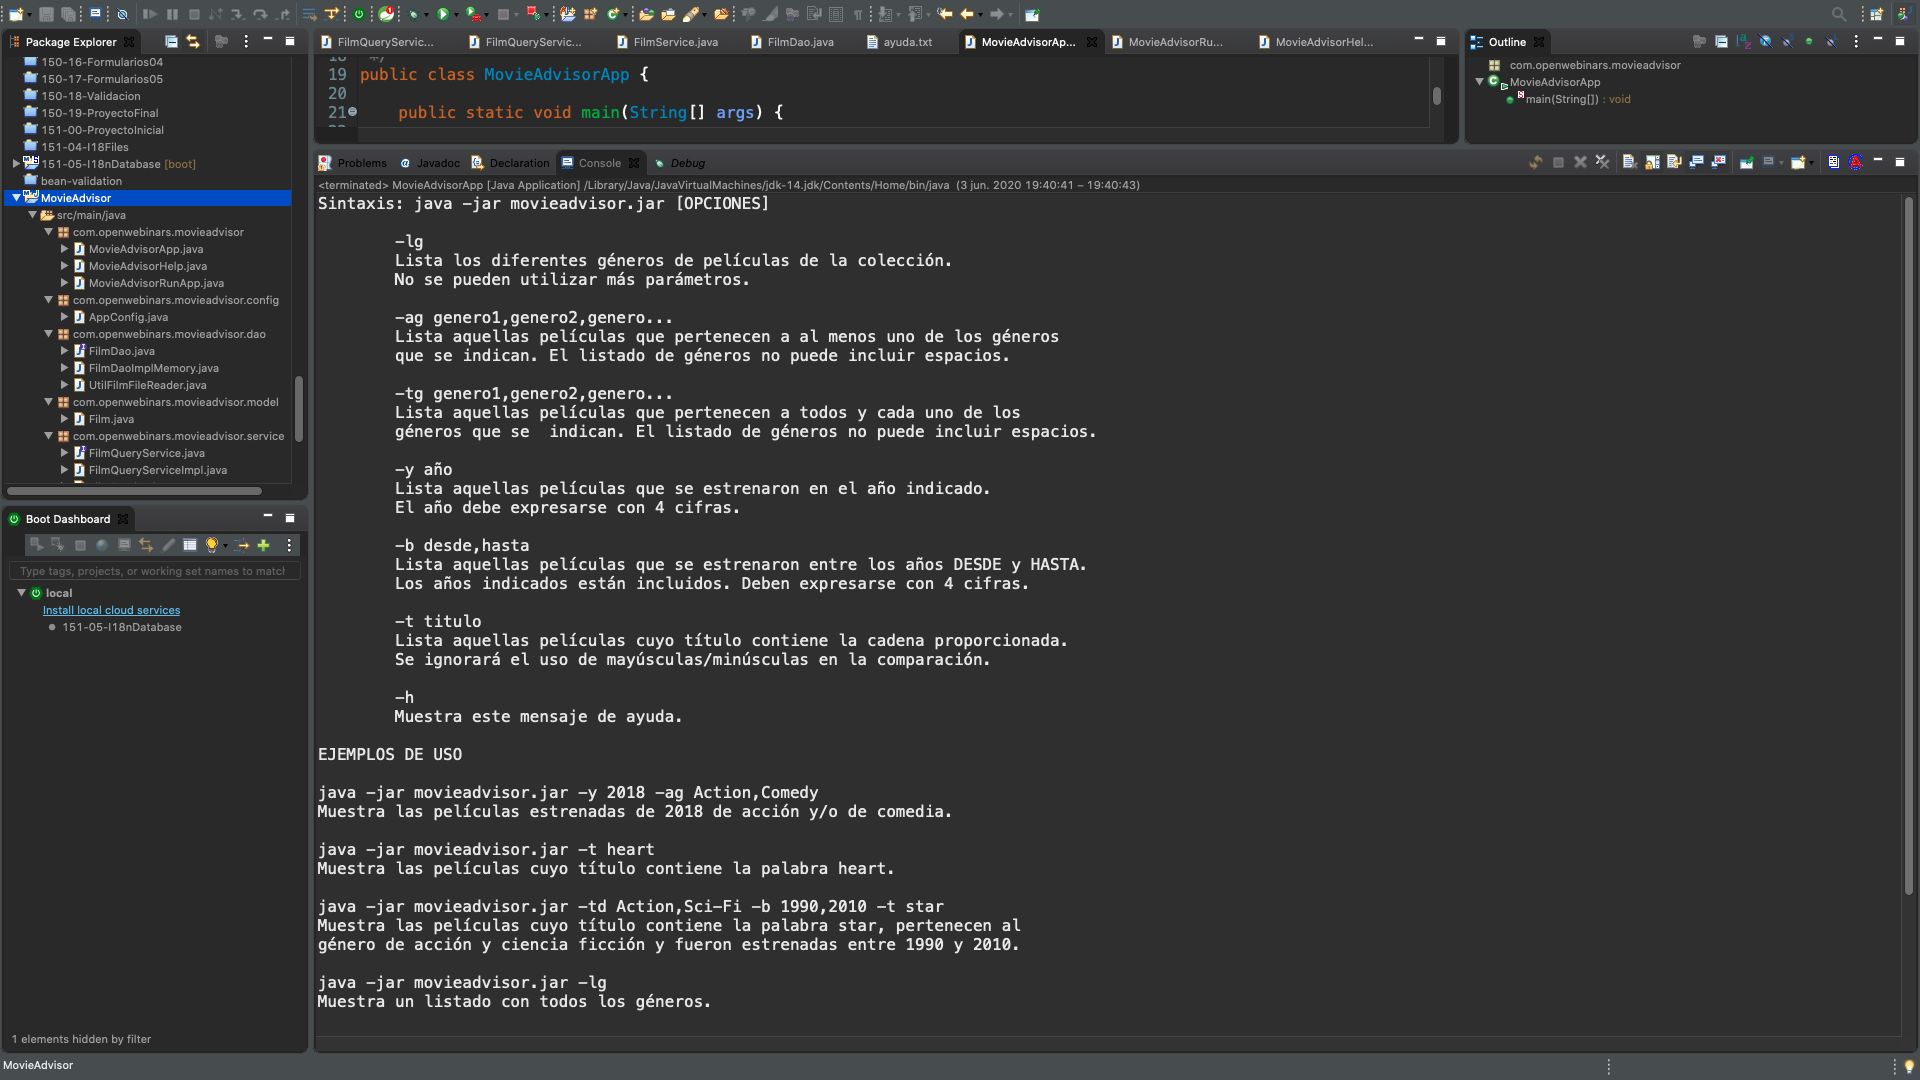 Package Explorer
150-16-Formularios04
150-17-Formularios05
150-18-Validacion
150-19-ProyectoFinal
151-00-ProyectoInicial
151-04-I18Files
151-05-I18nDatabase [boot]
bean-validation
MovieAdvisor
src/main/java
com.openwebinars.movieadvisor
MovieAdvisorApp.java
MovieAdvisorHelp.java
MovieAdvisorRunApp.java
com.openwebinars.movieadvisor.config
AppConfig.java
com.openwebinars.movieadvisor.dao
FilmDao.java
FilmDaoImplMemory.java
UtilFilmFileReader.java
com.openwebinars.movieadvisor.model
Film.java
com.openwebinars.movieadvisor.service
FilmQueryService.java
FilmQueryServiceImpl.java
Boot Dashboard
Type tags, projects, or working set names to match
local
Install local cloud services
151-05-I18nDatabase
1 elements hidden by filter
MovieAdvisor
FilmQueryServic... FilmQueryServic... FilmService.java FilmDao.java ayuda.txt MovieAdvisorAp... MovieAdvisorRu... MovieAdvisorHel...
18 */
19 public class MovieAdvisorApp {
20
21 public static void main(String[] args) {
Outline
com.openwebinars.movieadvisor
MovieAdvisorApp
main(String[]) : void
Problems Javadoc Declaration Console Debug
<terminated> MovieAdvisorApp [Java Application] /Library/Java/JavaVirtualMachines/jdk-14.jdk/Contents/Home/bin/java (3 jun. 2020 19:40:41 – 19:40:43)
Sintaxis: java -jar movieadvisor.jar [OPCIONES]
-lg
Lista los diferentes géneros de películas de la colección.
No se pueden utilizar más parámetros.
-ag genero1,genero2,genero...
Lista aquellas películas que pertenecen a al menos uno de los géneros
que se indican. El listado de géneros no puede incluir espacios.
-tg genero1,genero2,genero...
Lista aquellas películas que pertenecen a todos y cada uno de los
géneros que se  indican. El listado de géneros no puede incluir espacios.
-y año
Lista aquellas películas que se estrenaron en el año indicado.
El año debe expresarse con 4 cifras.
-b desde,hasta
Lista aquellas películas que se estrenaron entre los años DESDE y HASTA.
Los años indicados están incluidos. Deben expresarse con 4 cifras.
-t titulo
Lista aquellas películas cuyo título contiene la cadena proporcionada.
Se ignorará el uso de mayúsculas/minúsculas en la comparación.
-h
Muestra este mensaje de ayuda.
EJEMPLOS DE USO
java -jar movieadvisor.jar -y 2018 -ag Action,Comedy
Muestra las películas estrenadas de 2018 de acción y/o de comedia.
java -jar movieadvisor.jar -t heart
Muestra las películas cuyo título contiene la palabra heart.
java -jar movieadvisor.jar -td Action,Sci-Fi -b 1990,2010 -t star
Muestra las películas cuyo título contiene la palabra star, pertenecen al
género de acción y ciencia ficción y fueron estrenadas entre 1990 y 2010.
java -jar movieadvisor.jar -lg
Muestra un listado con todos los géneros.